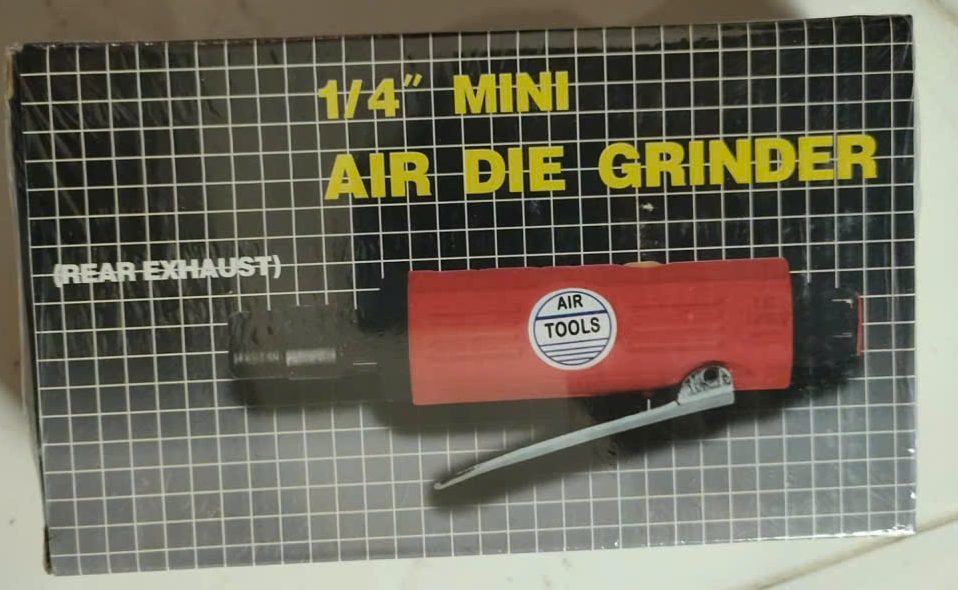 1/4" MINI
AIR DIE GRINDER
(REAR EXHAUST)
AIR
TOOLS